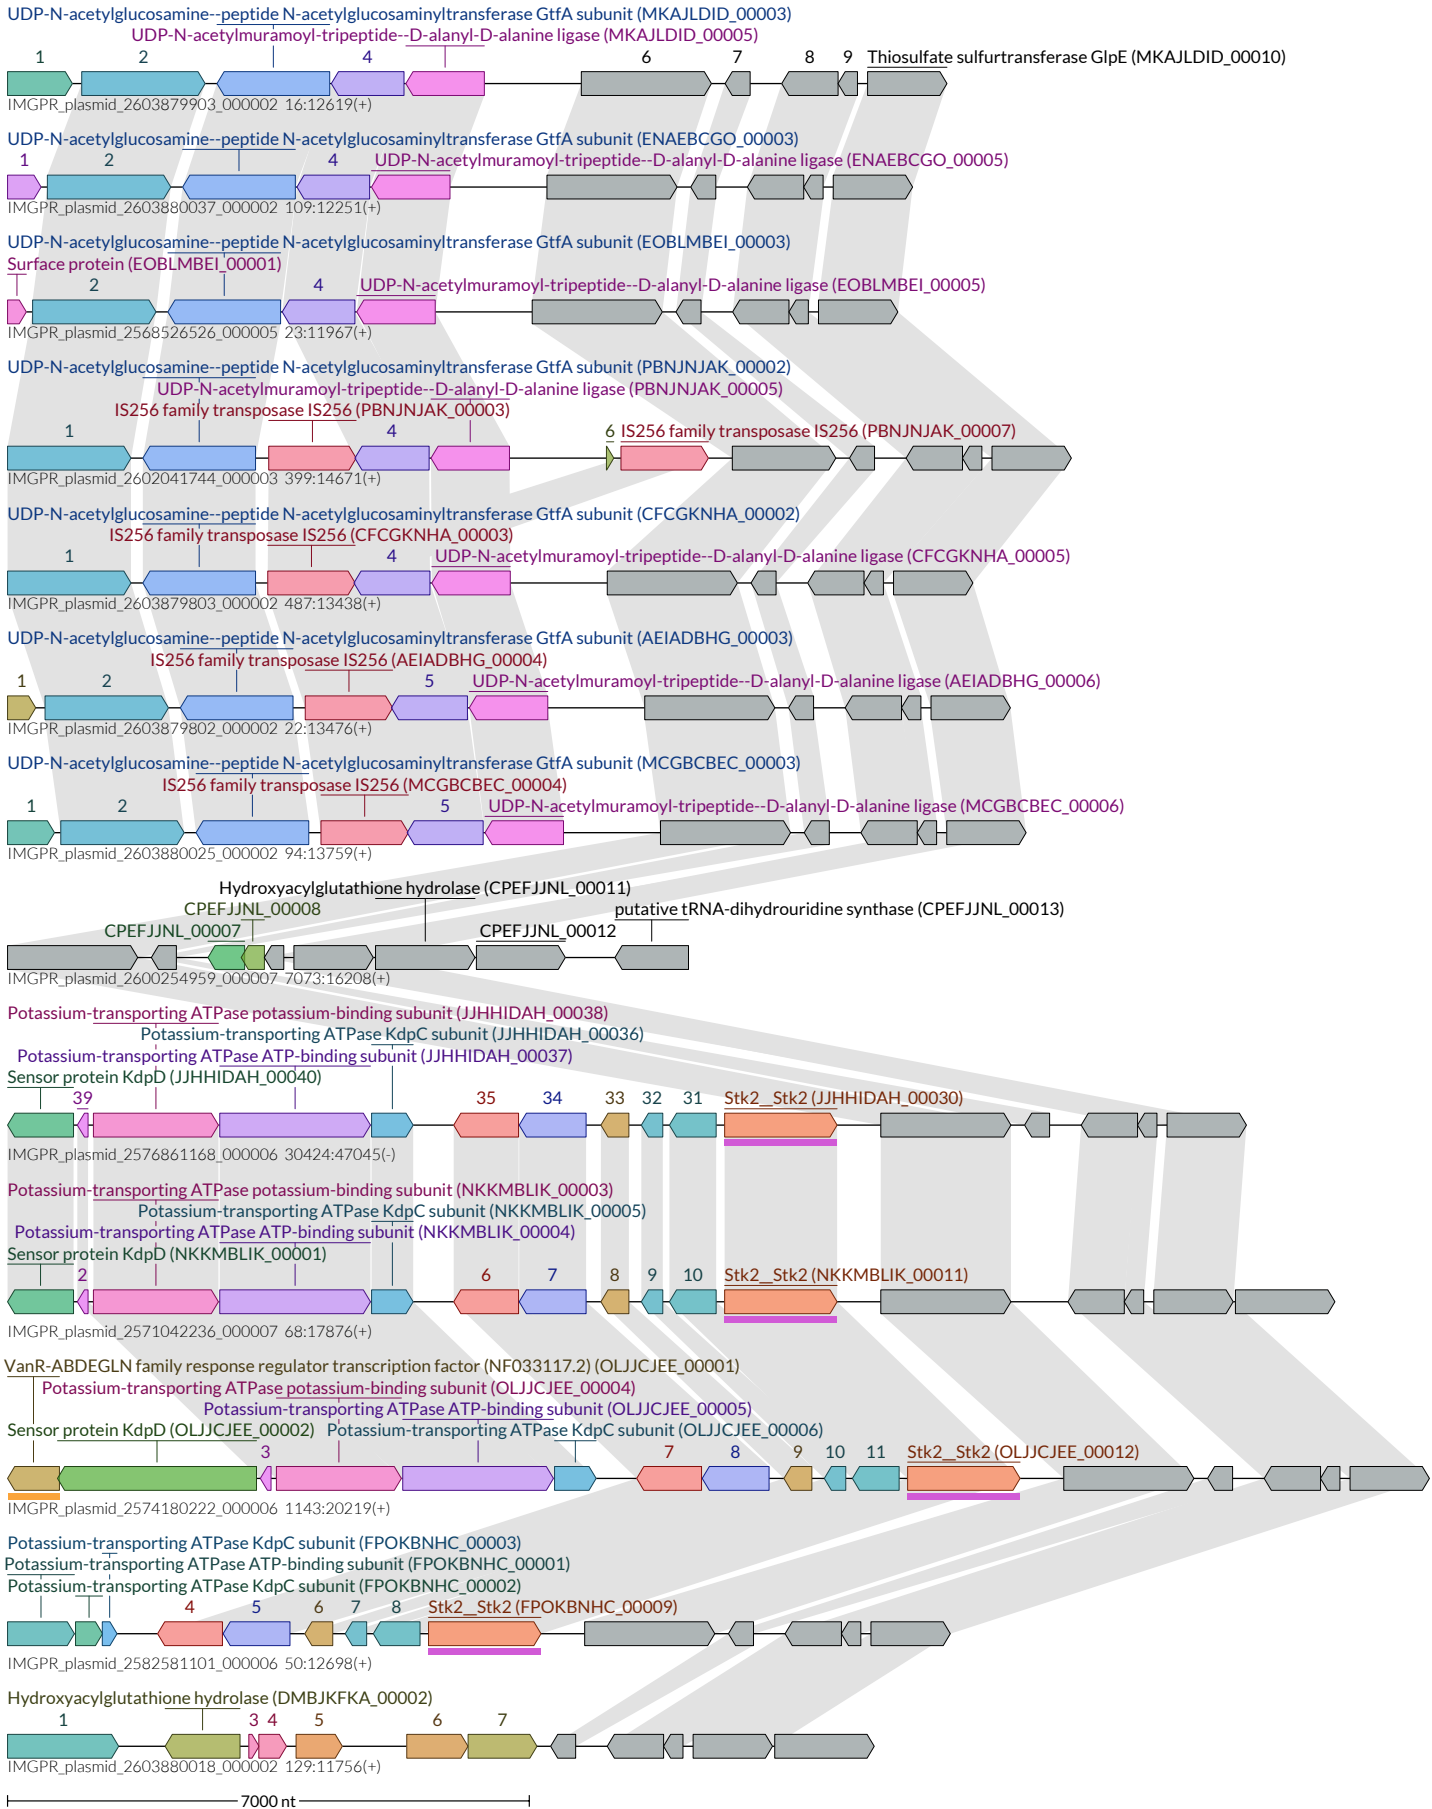 UDP-N-acetylglucosamine--peptide N-acetylglucosaminyltransferase GtfA subunit (MKAJLDID_00003)
UDP-N-acetylmuramoyl-tripeptide--D-alanyl-D-alanine ligase (MKAJLDID_00005)
1 2 4 6 7 8 9 Thiosulfate sulfurtransferase GlpE (MKAJLDID_00010)
IMGPR_plasmid_2603879903_000002 16:12619(+)
UDP-N-acetylglucosamine--peptide N-acetylglucosaminyltransferase GtfA subunit (ENAEBCGO_00003)
1 2 4 UDP-N-acetylmuramoyl-tripeptide--D-alanyl-D-alanine ligase (ENAEBCGO_00005)
IMGPR_plasmid_2603880037_000002 109:12251(+)
UDP-N-acetylglucosamine--peptide N-acetylglucosaminyltransferase GtfA subunit (EOBLMBEI_00003)
Surface protein (EOBLMBEI_00001)
2 4 UDP-N-acetylmuramoyl-tripeptide--D-alanyl-D-alanine ligase (EOBLMBEI_00005)
IMGPR_plasmid_2568526526_000005 23:11967(+)
UDP-N-acetylglucosamine--peptide N-acetylglucosaminyltransferase GtfA subunit (PBNJNJAK_00002)
UDP-N-acetylmuramoyl-tripeptide--D-alanyl-D-alanine ligase (PBNJNJAK_00005)
IS256 family transposase IS256 (PBNJNJAK_00003)
1 4 6 IS256 family transposase IS256 (PBNJNJAK_00007)
IMGPR_plasmid_2602041744_000003 399:14671(+)
UDP-N-acetylglucosamine--peptide N-acetylglucosaminyltransferase GtfA subunit (CFCGKNHA_00002)
IS256 family transposase IS256 (CFCGKNHA_00003)
1 4 UDP-N-acetylmuramoyl-tripeptide--D-alanyl-D-alanine ligase (CFCGKNHA_00005)
IMGPR_plasmid_2603879803_000002 487:13438(+)
UDP-N-acetylglucosamine--peptide N-acetylglucosaminyltransferase GtfA subunit (AEIADBHG_00003)
IS256 family transposase IS256 (AEIADBHG_00004)
1 2 5 UDP-N-acetylmuramoyl-tripeptide--D-alanyl-D-alanine ligase (AEIADBHG_00006)
IMGPR_plasmid_2603879802_000002 22:13476(+)
UDP-N-acetylglucosamine--peptide N-acetylglucosaminyltransferase GtfA subunit (MCGBCBEC_00003)
IS256 family transposase IS256 (MCGBCBEC_00004)
1 2 5 UDP-N-acetylmuramoyl-tripeptide--D-alanyl-D-alanine ligase (MCGBCBEC_00006)
IMGPR_plasmid_2603880025_000002 94:13759(+)
Hydroxyacylglutathione hydrolase (CPEFJJNL_00011)
CPEFJJNL_00008 putative tRNA-dihydrouridine synthase (CPEFJJNL_00013)
CPEFJJNL_00007 CPEFJJNL_00012
IMGPR_plasmid_2600254959_000007 7073:16208(+)
Potassium-transporting ATPase potassium-binding subunit (JJHHIDAH_00038)
Potassium-transporting ATPase KdpC subunit (JJHHIDAH_00036)
Potassium-transporting ATPase ATP-binding subunit (JJHHIDAH_00037)
Sensor protein KdpD (JJHHIDAH_00040)
39 35 34 33 32 31 Stk2__Stk2 (JJHHIDAH_00030)
IMGPR_plasmid_2576861168_000006 30424:47045(-)
Potassium-transporting ATPase potassium-binding subunit (NKKMBLIK_00003)
Potassium-transporting ATPase KdpC subunit (NKKMBLIK_00005)
Potassium-transporting ATPase ATP-binding subunit (NKKMBLIK_00004)
Sensor protein KdpD (NKKMBLIK_00001)
2 6 7 8 9 10 Stk2__Stk2 (NKKMBLIK_00011)
IMGPR_plasmid_2571042236_000007 68:17876(+)
VanR-ABDEGLN family response regulator transcription factor (NF033117.2) (OLJJCJEE_00001)
Potassium-transporting ATPase potassium-binding subunit (OLJJCJEE_00004)
Potassium-transporting ATPase ATP-binding subunit (OLJJCJEE_00005)
Sensor protein KdpD (OLJJCJEE_00002) Potassium-transporting ATPase KdpC subunit (OLJJCJEE_00006)
3 7 8 9 10 11 Stk2__Stk2 (OLJJCJEE_00012)
IMGPR_plasmid_2574180222_000006 1143:20219(+)
Potassium-transporting ATPase KdpC subunit (FPOKBNHC_00003)
Potassium-transporting ATPase ATP-binding subunit (FPOKBNHC_00001)
Potassium-transporting ATPase KdpC subunit (FPOKBNHC_00002)
4 5 6 7 8 Stk2__Stk2 (FPOKBNHC_00009)
IMGPR_plasmid_2582581101_000006 50:12698(+)
Hydroxyacylglutathione hydrolase (DMBJKFKA_00002)
1 3 4 5 6 7
IMGPR_plasmid_2603880018_000002 129:11756(+)
7000 nt